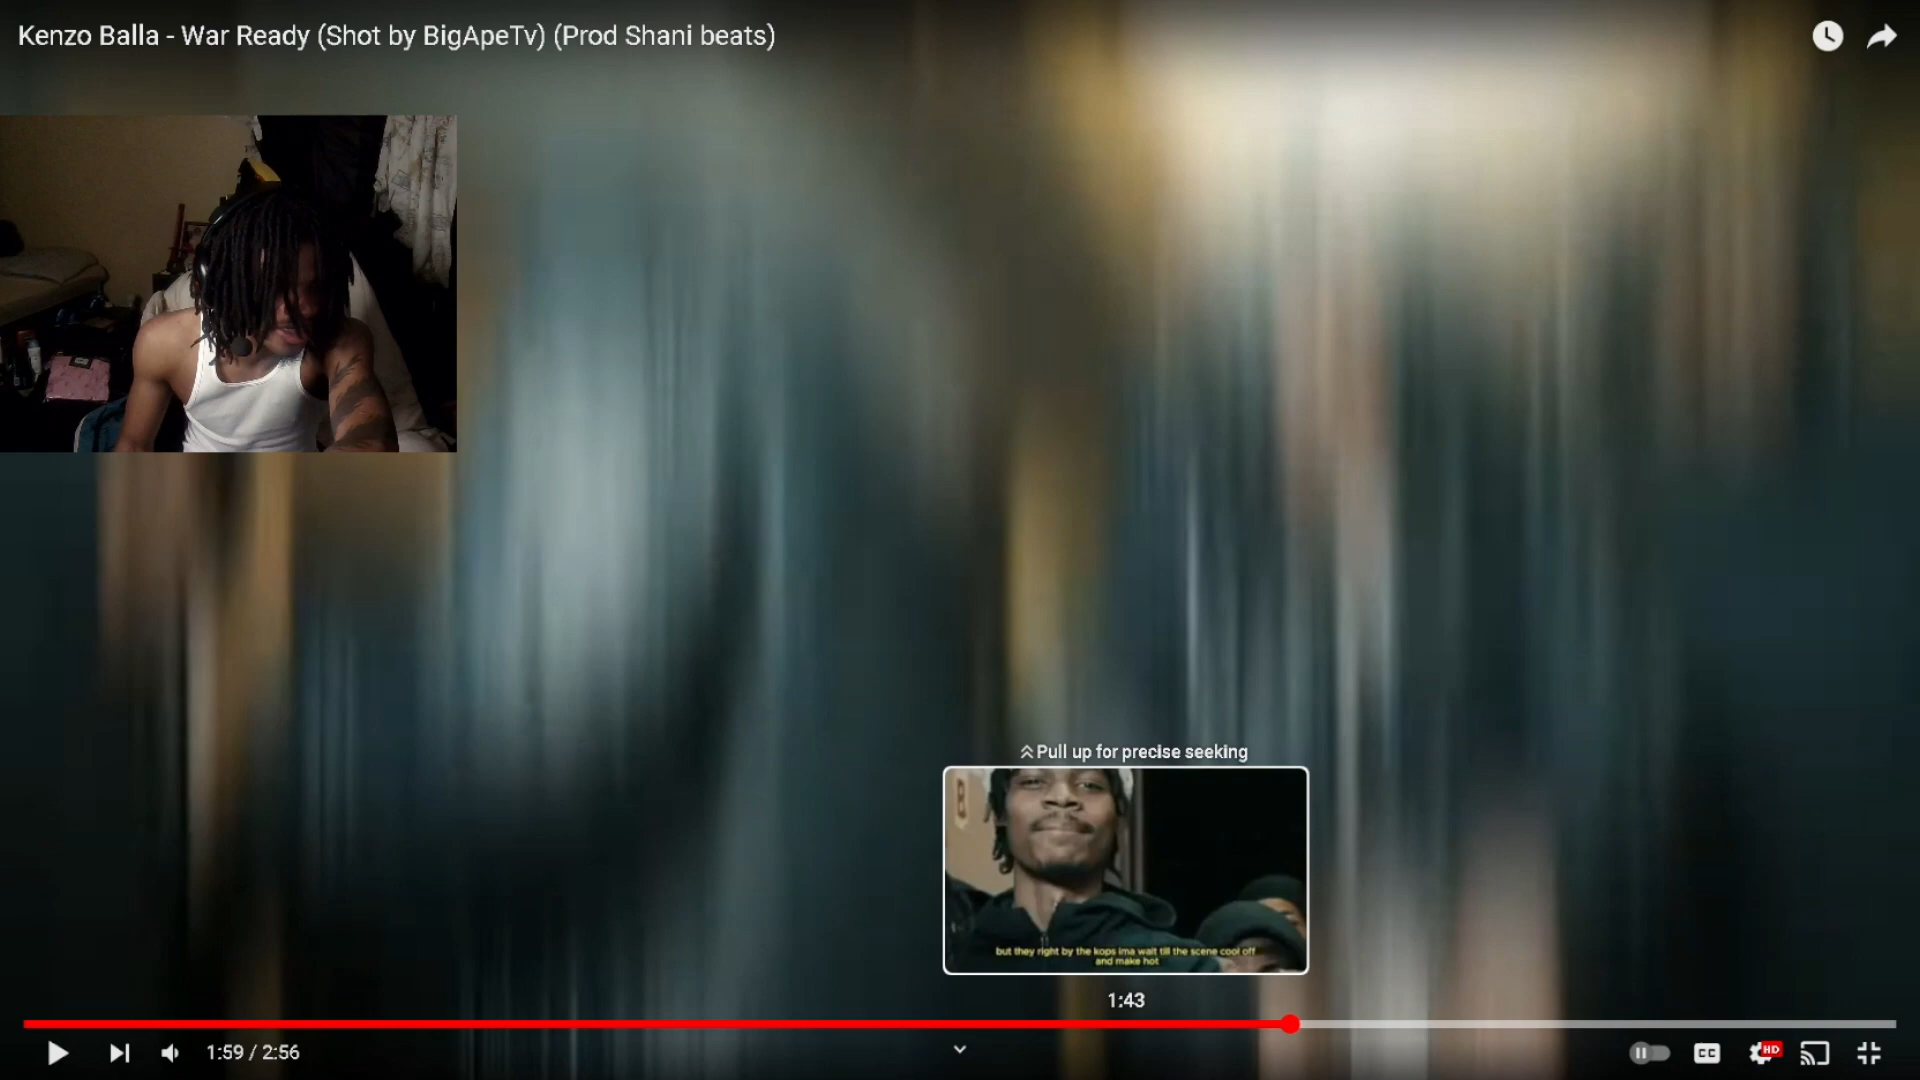 Kenzo Balla - War Ready (Shot by BigApeTv) (Prod Shani beats)
Pull up for precise seeking
but they right by the kops ima wait till the scene cool off
and make hot
1:43
1:59 / 2:56
CC
HD